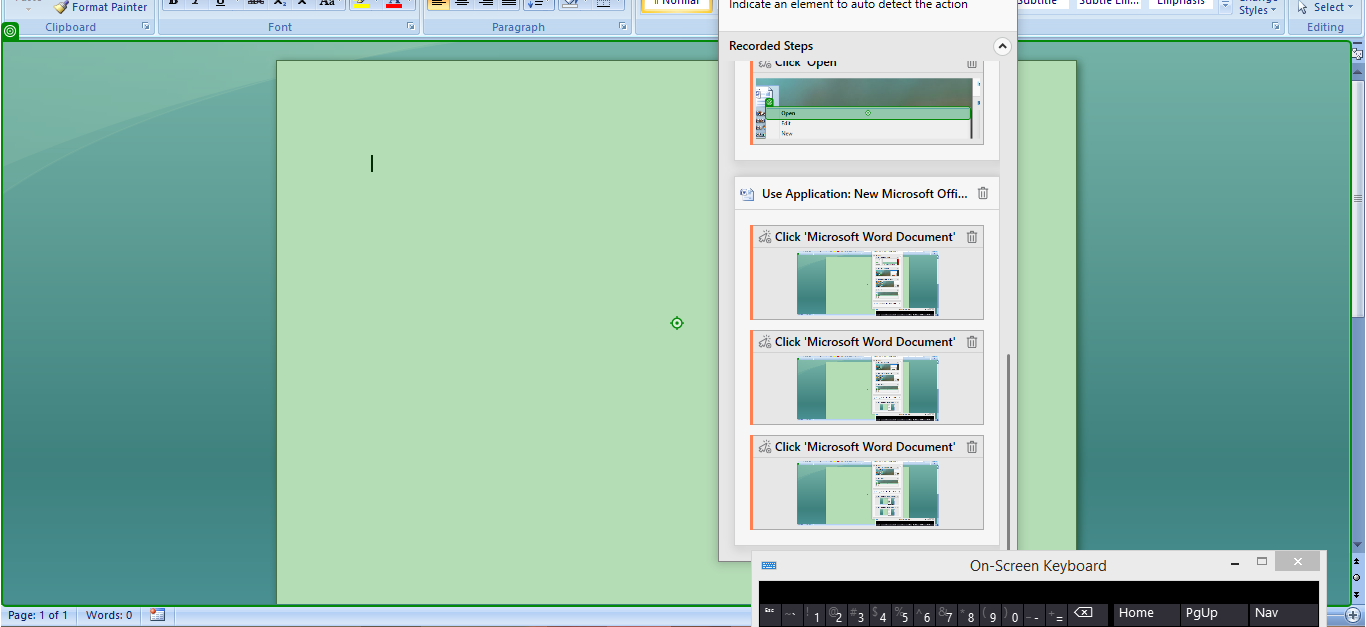 Format Painter
B I U abc X₂ X Aa
Normal
Subtitle
Subtle Em...
Emphasis
Change
Styles
Select
Clipboard
Font
Paragraph
Editing
Indicate an element to auto detect the action
Recorded Steps
Click 'Open'
Open
Edit
New
Use Application: New Microsoft Offi...
Click 'Microsoft Word Document'
Click 'Microsoft Word Document'
Click 'Microsoft Word Document'
On-Screen Keyboard
Esc ~ ` ! 1 @ 2 # 3 $ 4 % 5 ^ 6 & 7 * 8 ( 9 ) 0 _ - + = Home PgUp Nav
Page: 1 of 1 Words: 0